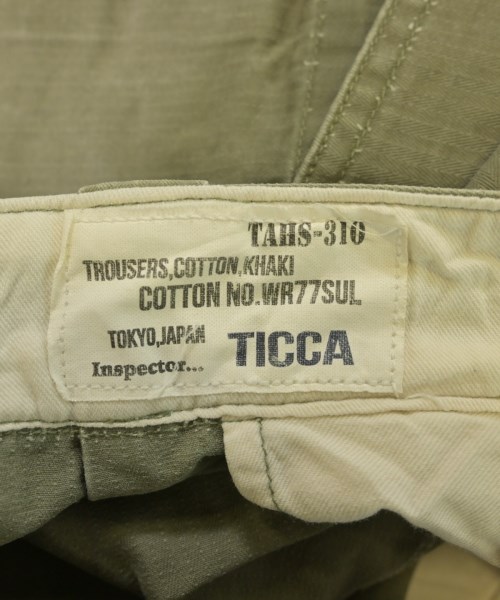 TAHS-310
TROUSERS,COTTON,KHAKI
COTTON NO.WR77SUL
TOKYO,JAPAN
TICCA
Inspector...